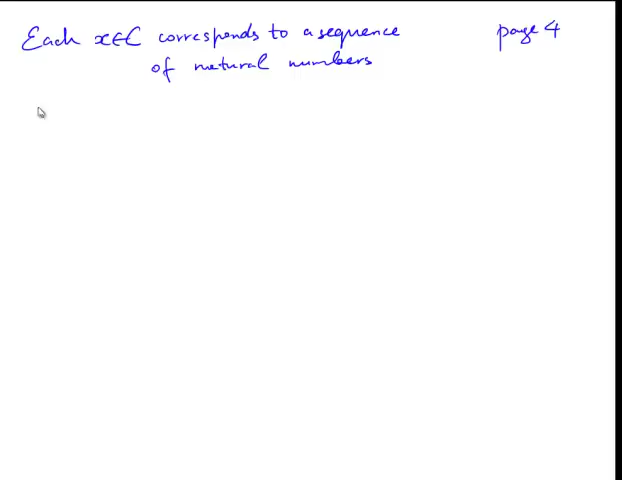 Each x∈C corresponds to a sequence
page 4
of natural numbers